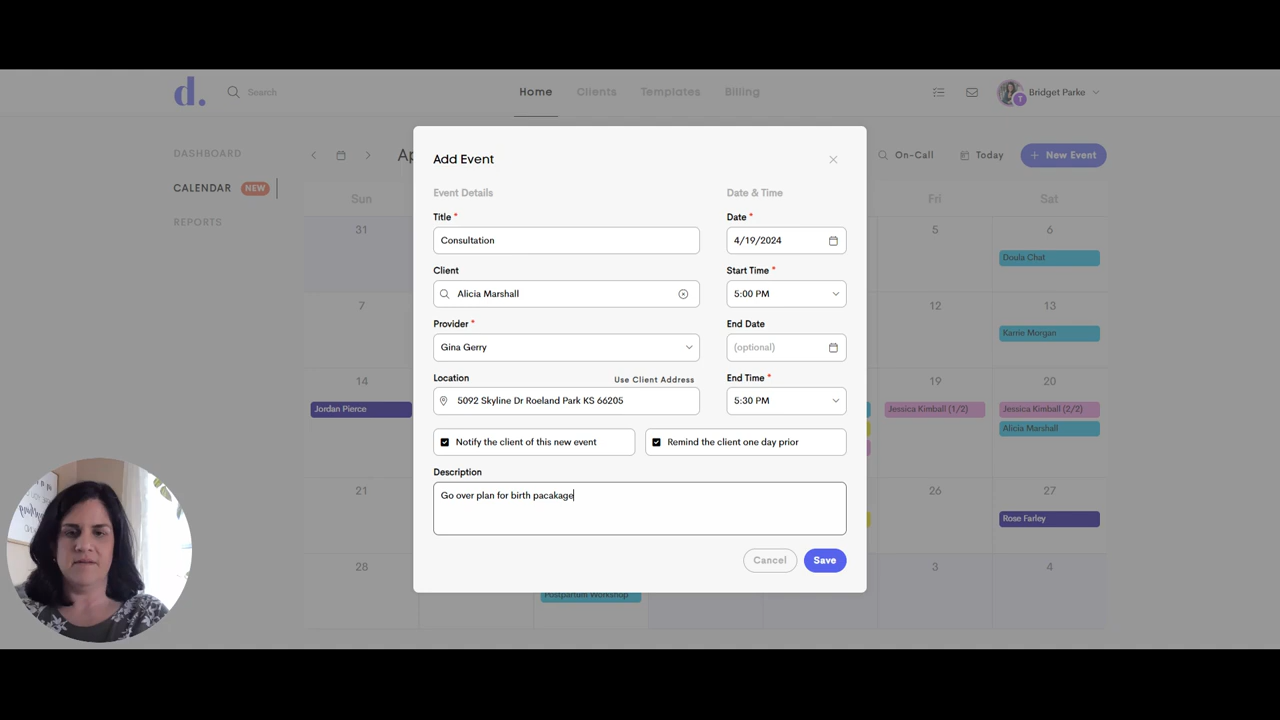 d.
Search
Home
Clients
Templates
Billing
T
Bridget Parke
DASHBOARD
CALENDAR NEW
REPORTS
Ap
On-Call
Today
+ New Event
Sun
Fri
Sat
31
5
6
Doula Chat
7
12
13
Karrie Morgan
14
19
20
Jordan Pierce
Jessica Kimball (1/2)
Jessica Kimball (2/2)
Alicia Marshall
21
26
27
Rose Farley
28
3
4
Postpartum Workshop
Add Event
Event Details
Date & Time
Title *
Date *
Consultation
4/19/2024
Client
Start Time *
Alicia Marshall
5:00 PM
Provider *
End Date
Gina Gerry
(optional)
Location
Use Client Address
End Time *
5092 Skyline Dr Roeland Park KS 66205
5:30 PM
Notify the client of this new event
Remind the client one day prior
Description
Go over plan for birth pacakage
Cancel
Save